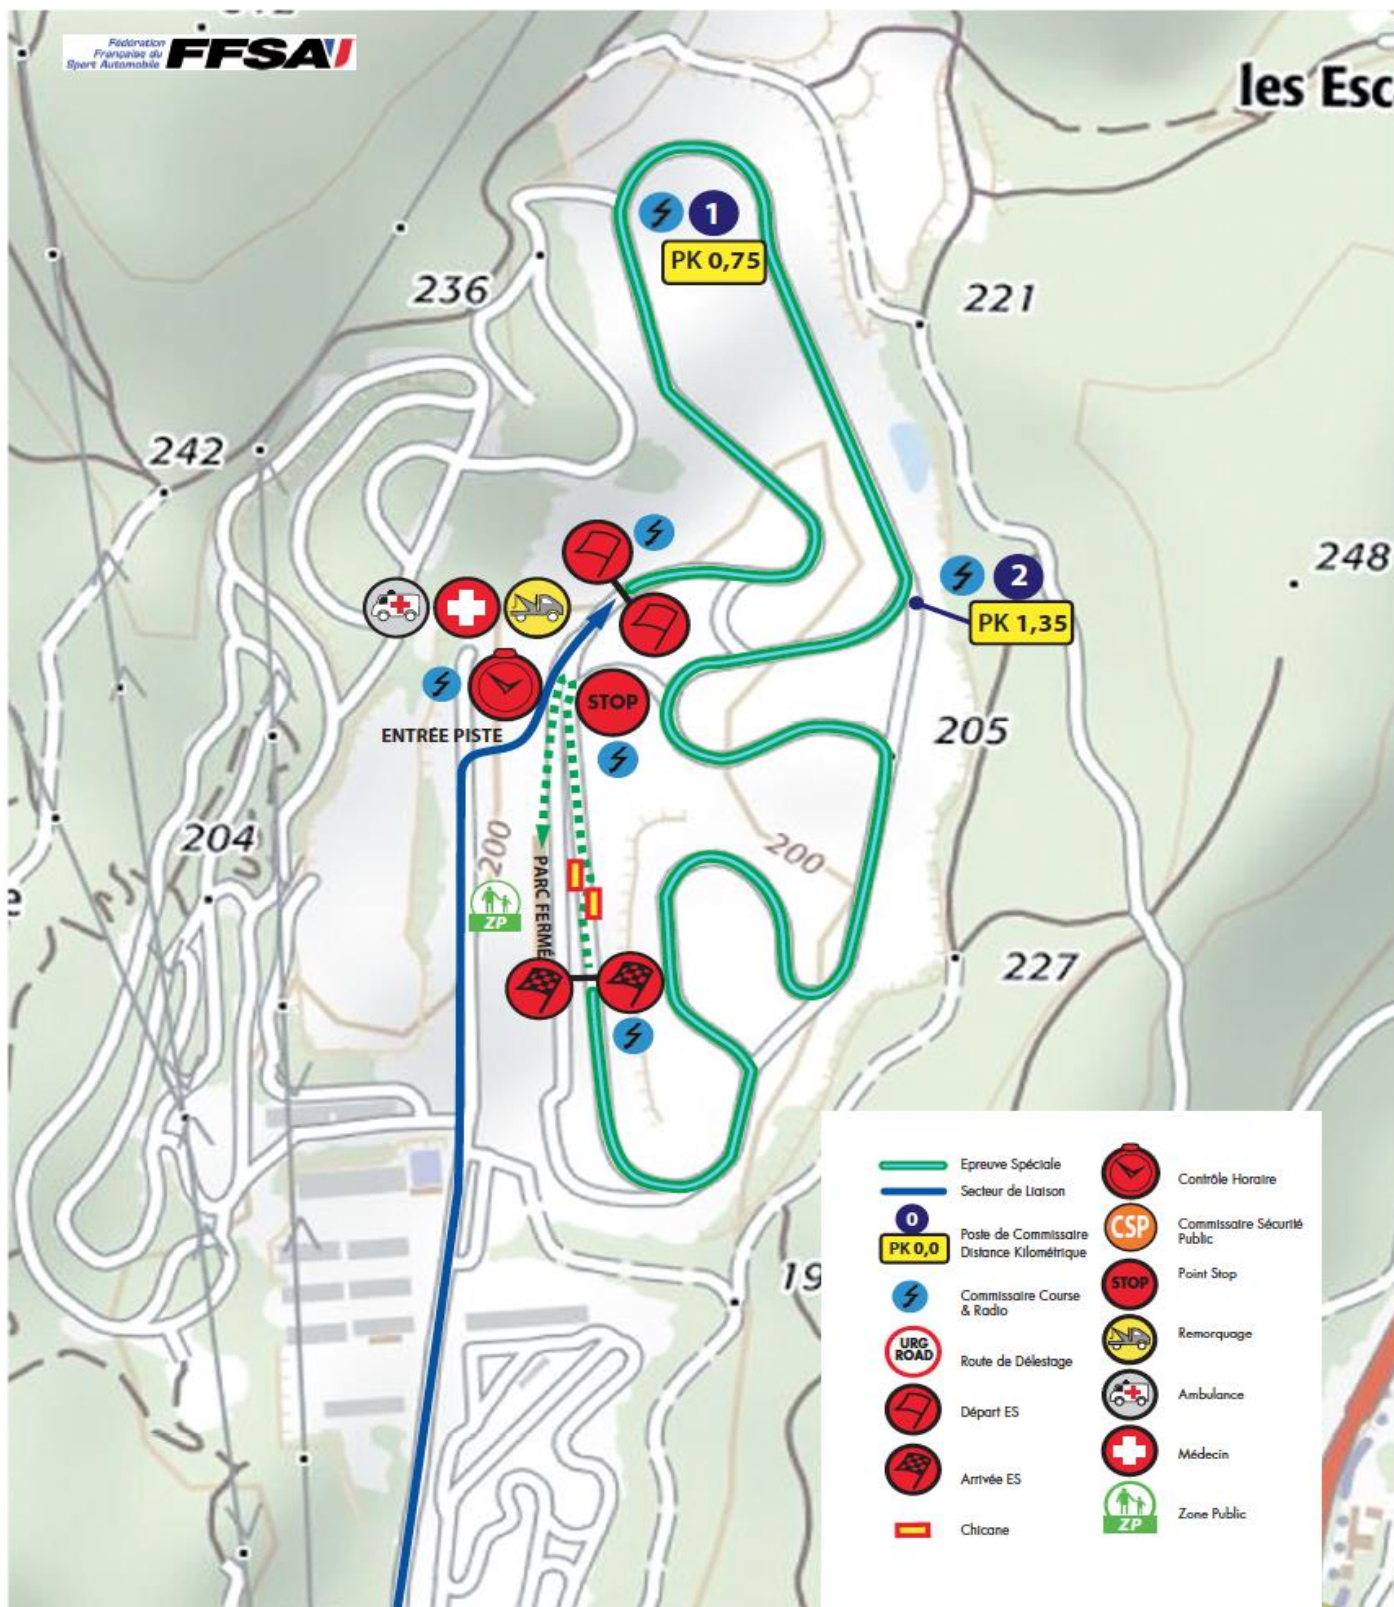 Fédération
Française du
Sport Automobile
FFSA
les Esc
1
PK 0,75
236
221
242
248
2
PK 1,35
STOP
ENTRÉE PISTE
205
204
200
200
PARC FERMÉ
ZP
227
19
Epreuve Spéciale
Secteur de Liaison
0
PK 0,0
Poste de Commissaire
Distance Kilométrique
Commissaire Course
& Radio
URG
ROAD
Route de Délestage
Départ ES
Arrivée ES
Chicane
Contrôle Horaire
CSP
Commissaire Sécurité
Public
STOP
Point Stop
Remorquage
Ambulance
Médecin
ZP
Zone Public